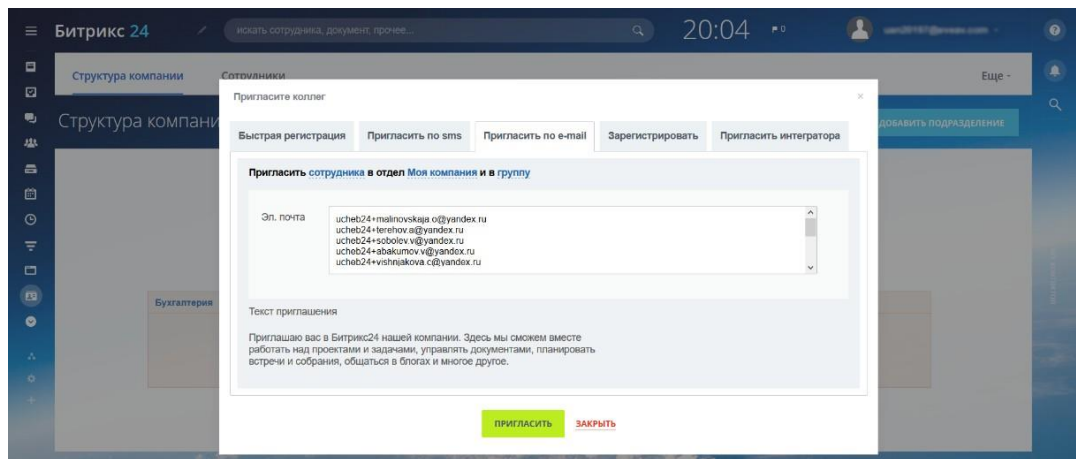 Битрикс 24
искать сотрудника, документ, прочее...
20:04
0
Структура компании
Сотрудники
Еще
Пригласите коллег
Структура компани
ДОБАВИТЬ ПОДРАЗДЕЛЕНИЕ
Быстрая регистрация
Пригласить по sms
Пригласить по e-mail
Зарегистрировать
Пригласить интегратора
Пригласить сотрудника в отдел Моя компания и в группу
Эл. почта
ucheb24+malinovskaja.o@yandex.ru
ucheb24+terehov.a@yandex.ru
ucheb24+sobolev.v@yandex.ru
ucheb24+abakumov.v@yandex.ru
ucheb24+vishnjakova.c@yandex.ru
Бухгалтерия
Текст приглашения
Приглашаю вас в Битрикс24 нашей компании. Здесь мы сможем вместе
работать над проектами и задачами, управлять документами, планировать
встречи и собрания, общаться в блогах и многое другое.
ПРИГЛАСИТЬ
ЗАКРЫТЬ